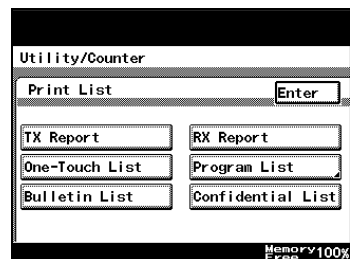 Utility/Counter
Print List
Enter
TX Report
RX Report
One-Touch List
Program List
Bulletin List
Confidential List
Memory Free 100%